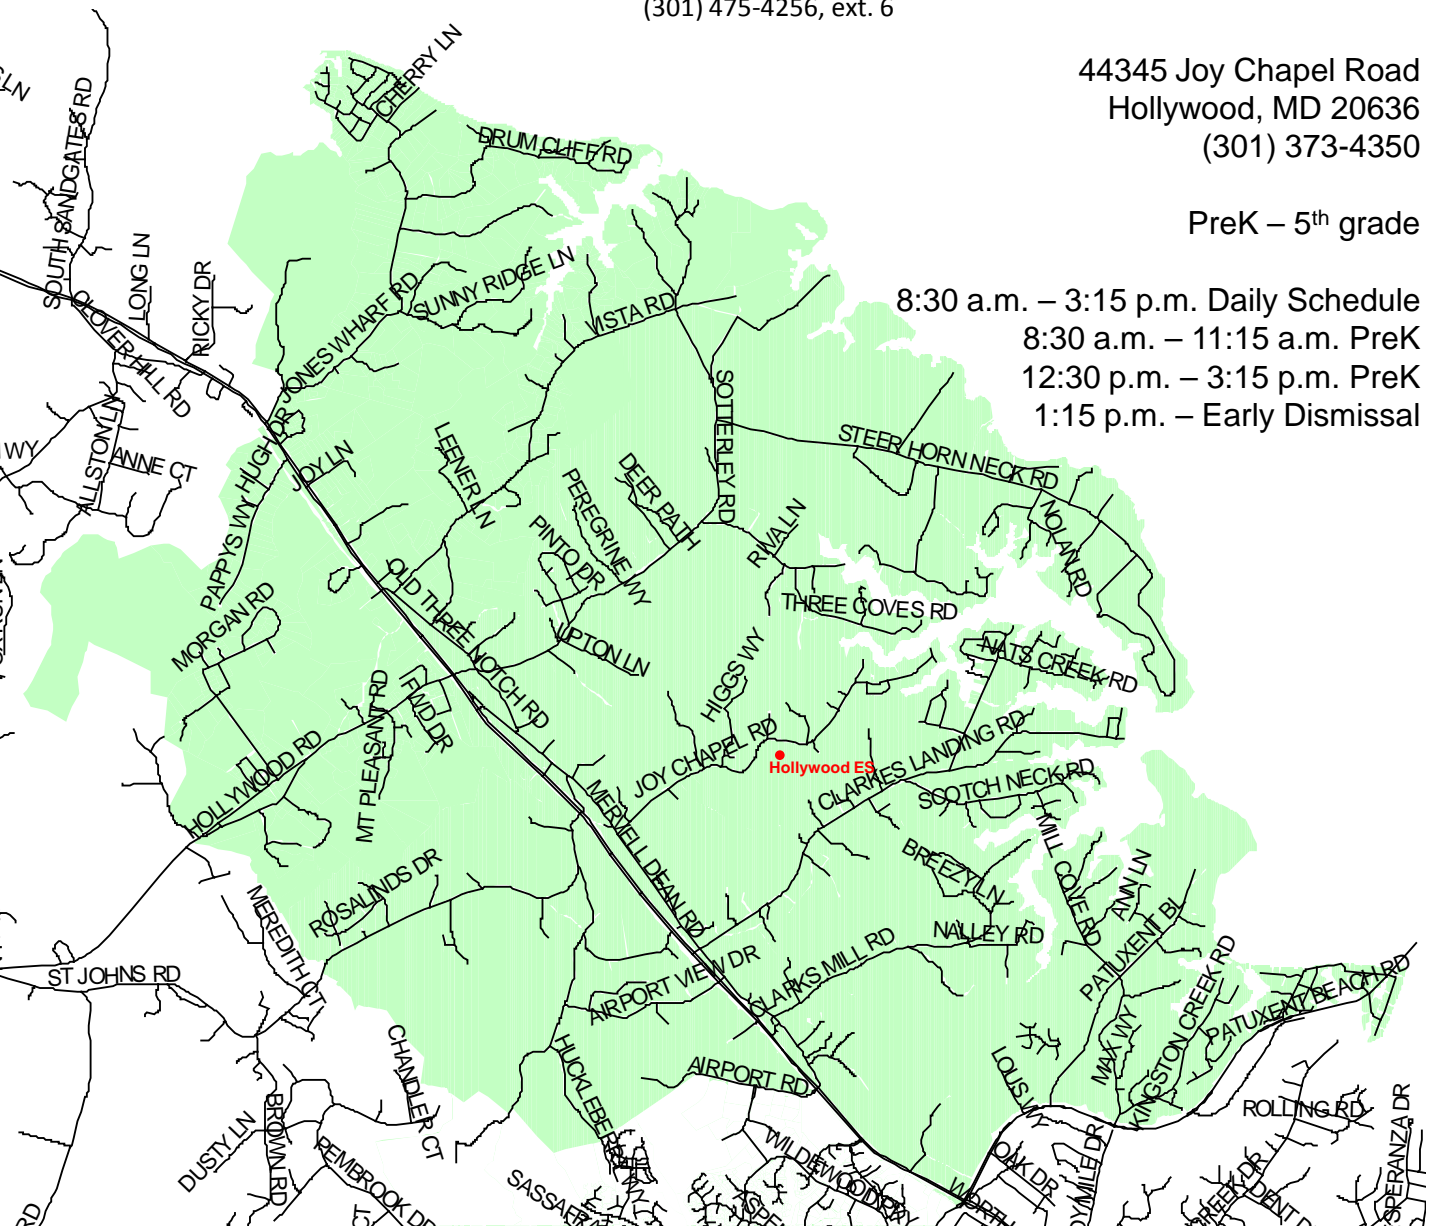 (301) 475-4256, ext. 6
44345 Joy Chapel Road
Hollywood, MD 20636
(301) 373-4350
PreK – 5th grade
8:30 a.m. – 3:15 p.m. Daily Schedule
8:30 a.m. – 11:15 a.m. PreK
12:30 p.m. – 3:15 p.m. PreK
1:15 p.m. – Early Dismissal
CHERRY LN
DRUM CLIFF RD
SOUTH SANDGATES RD
LONG LN
RICKY DR
CLOVER HILL RD
JONES WHARF RD
SUNNY RIDGE LN
VISTA RD
SOTTERLEY RD
STEER HORN NECK RD
ALLSTON LN
ANNE CT
WY
HUGH DR
JOY LN
LEENER LN
PEREGRINE WY
DEER PATH
PINTO DR
RIVA LN
NOLAN RD
PAPPYS WY
MORGAN RD
OLD THREE NOTCH RD
UPTON LN
THREE COVES RD
NATS CREEK RD
HIGGS WY
MT PLEASANT RD
FWD DR
HOLLYWOOD RD
JOY CHAPEL RD
Hollywood ES
CLARKES LANDING RD
SCOTCH NECK RD
MERVELL DEAN RD
MILL COVE RD
BREEZY LN
ANN LN
ROSALINDS DR
MEREDITH CT
NALLEY RD
PATUXENT BL
ST JOHNS RD
AIRPORT VIEW DR
CLARKS MILL RD
KINGSTON CREEK RD
PATUXENT BEACH RD
MAX WY
CHANDLER CT
AIRPORT RD
LOUIS WY
ROLLING RD
DUSTY LN
BROWN RD
PEMBROOK DR
OAK DR
SPERANZA DR
CREEK DR
RD